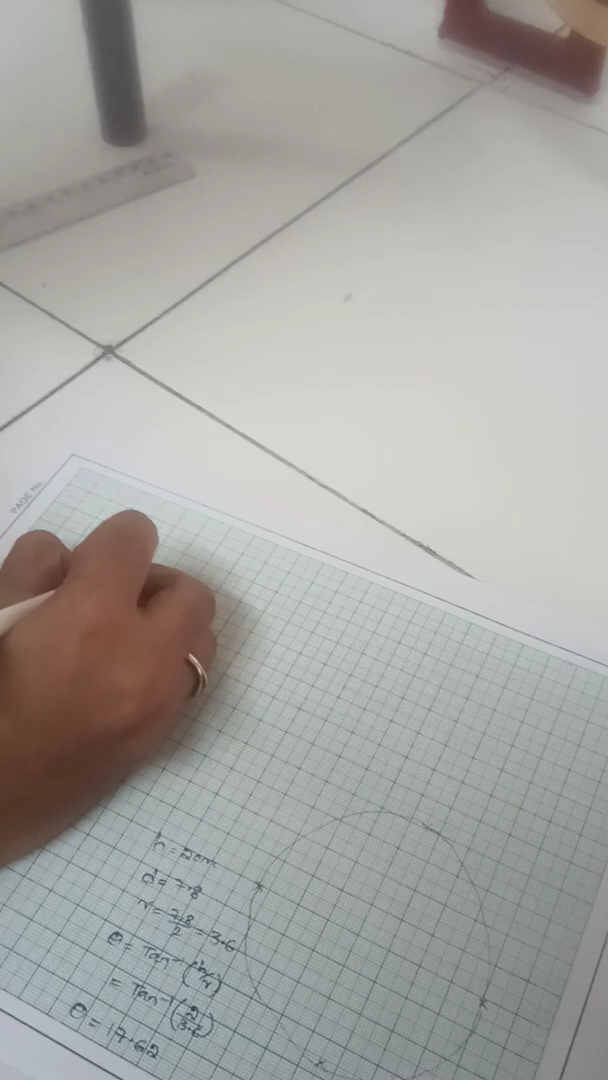 PAGE No.
h = 2cm
d = 7.8
r = 7.8/2 = 3.6
θ = Tan⁻¹(h/r)
= Tan⁻¹(2/3.6)
θ = 17.62